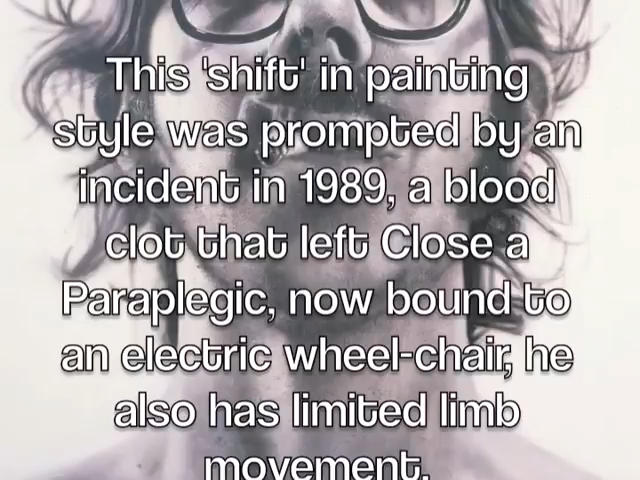 This 'shift' in painting
style was prompted by an
incident in 1989, a blood
clot that left Close a
Paraplegic, now bound to
an electric wheel-chair, he
also has limited limb
movement.